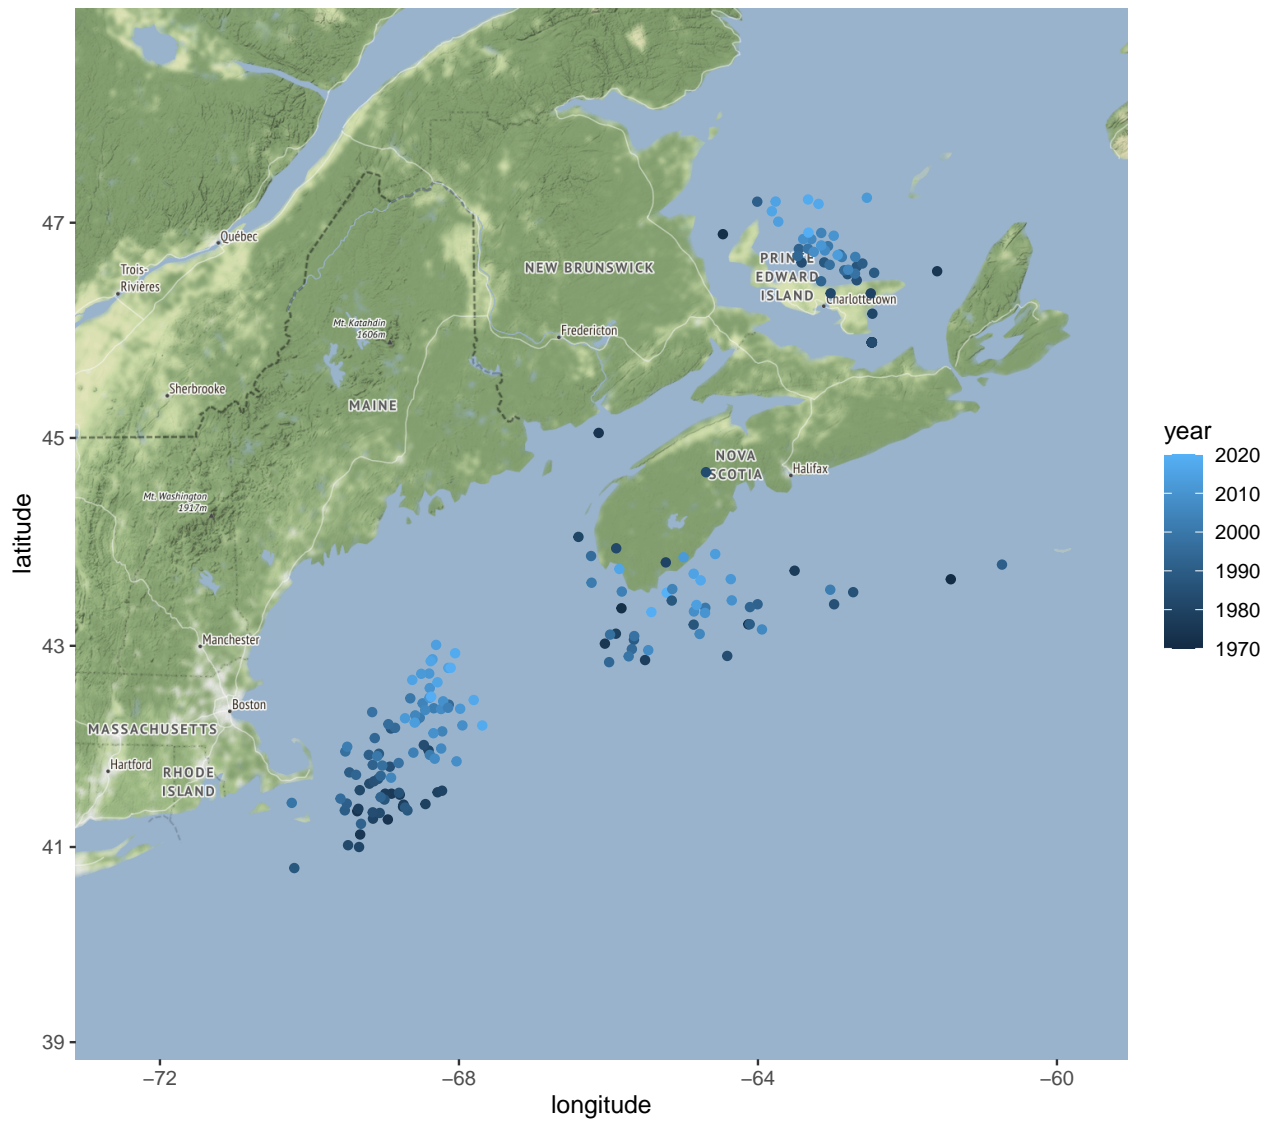 47
45
43
41
39
latitude
−72
−68
−64
−60
longitude
Québec
Trois-
Rivières
NEW BRUNSWICK
PRINCE
EDWARD
ISLAND
Charlottetown
Mt. Katahdin
1606m
Fredericton
Sherbrooke
MAINE
NOVA
SCOTIA
Halifax
Mt. Washington
1917m
Manchester
Boston
MASSACHUSETTS
Hartford
RHODE
ISLAND
year
2020
2010
2000
1990
1980
1970